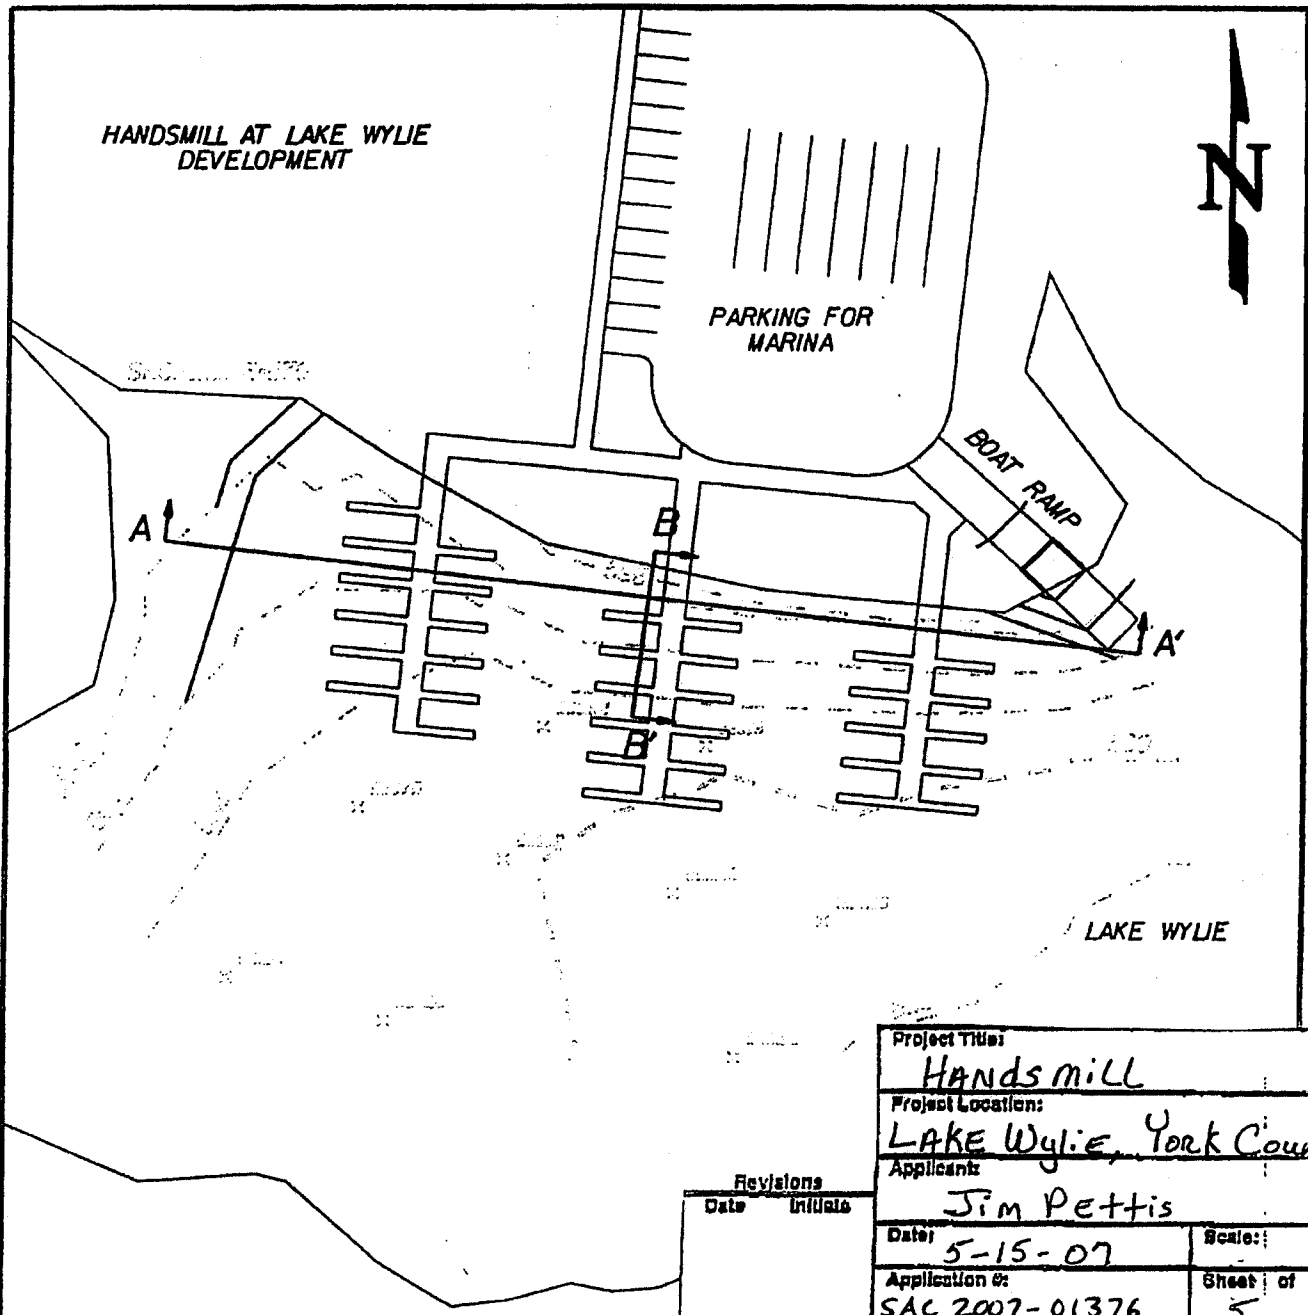 HANDSMILL AT LAKE WYLIE
DEVELOPMENT
N
PARKING FOR
MARINA
BOAT RAMP
A
B
A'
B'
LAKE WYLIE
Project Title:
HANdsmiLL
Project Location:
LAKE Wylie, York Coun
Revisions
Date Initials
Applicant:
Jim Pettis
Date:
5-15-07
Scale:
Application #:
SAC 2007-01376
Sheet of
5